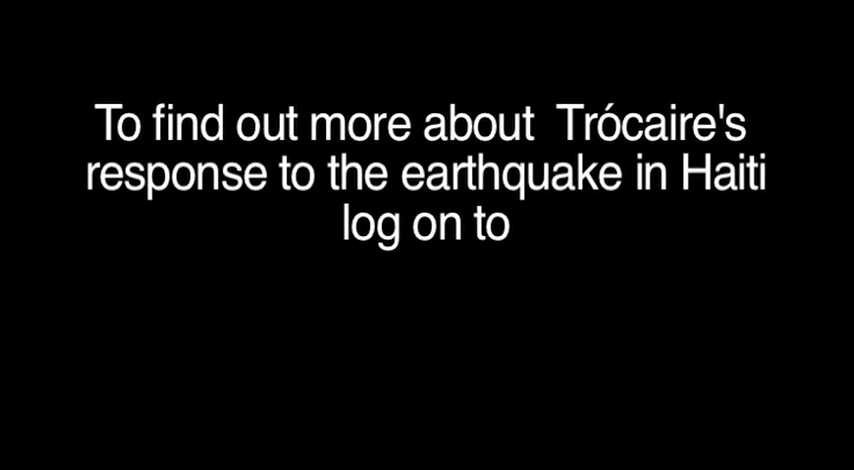 To find out more about  Trócaire's
response to the earthquake in Haiti
log on to